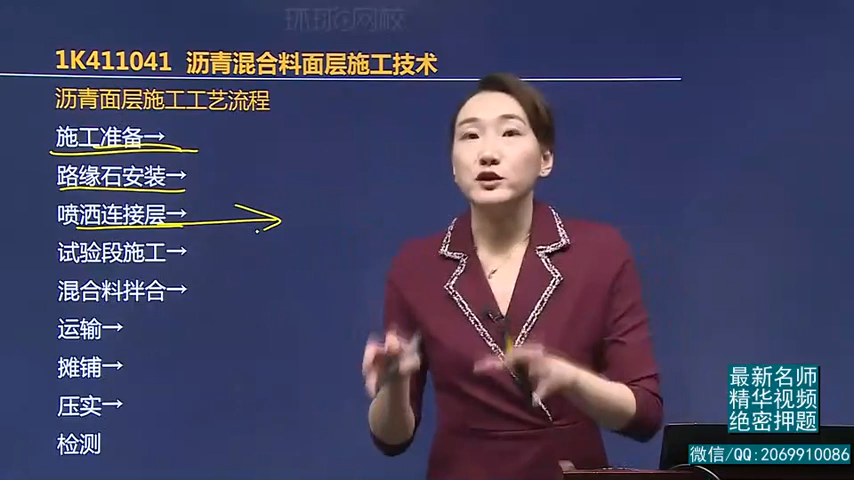 环球网校
1K411041 沥青混合料面层施工技术
沥青面层施工工艺流程
施工准备→
路缘石安装→
喷洒连接层→
试验段施工→
混合料拌合→
运输→
摊铺→
压实→
检测
最新名师
精华视频
绝密押题
微信/QQ:2069910086